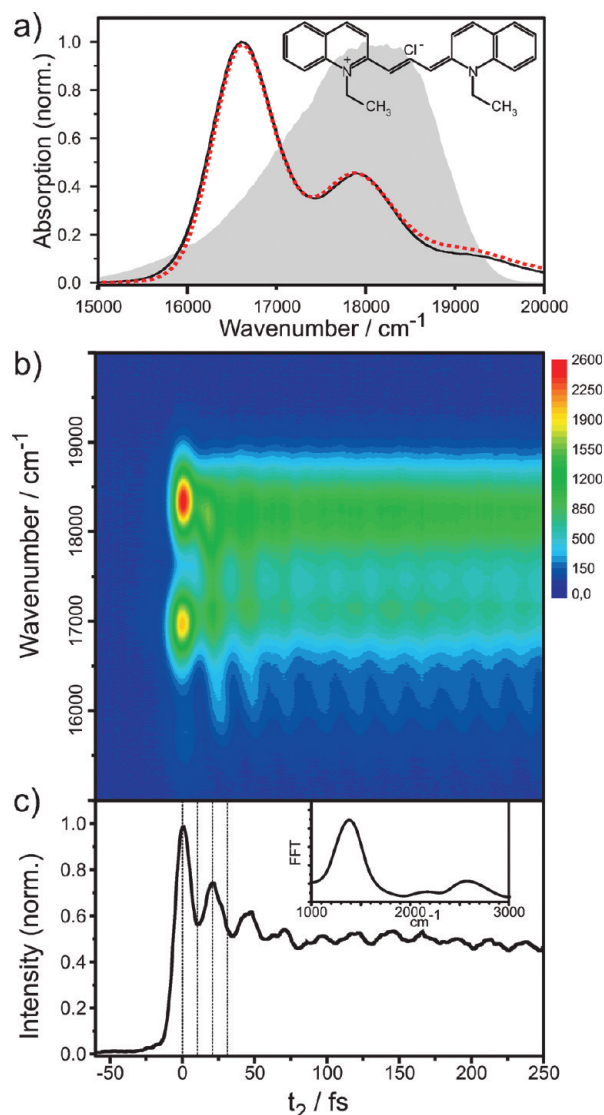 a)
Absorption (norm.)
1.0
0.8
0.6
0.4
0.2
0.0
Cl⁻
N⁺
N
CH₃
CH₃
15000 16000 17000 18000 19000 20000
Wavenumber / cm⁻¹
b)
Wavenumber / cm⁻¹
19000
18000
17000
16000
2600
2250
1900
1550
1200
850
600
450
300
150
0,0
c)
Intensity (norm.)
1.0
0.8
0.6
0.4
0.2
0.0
FFT
1000 2000 3000
cm⁻¹
-50 0 50 100 150 200 250
t₂ / fs